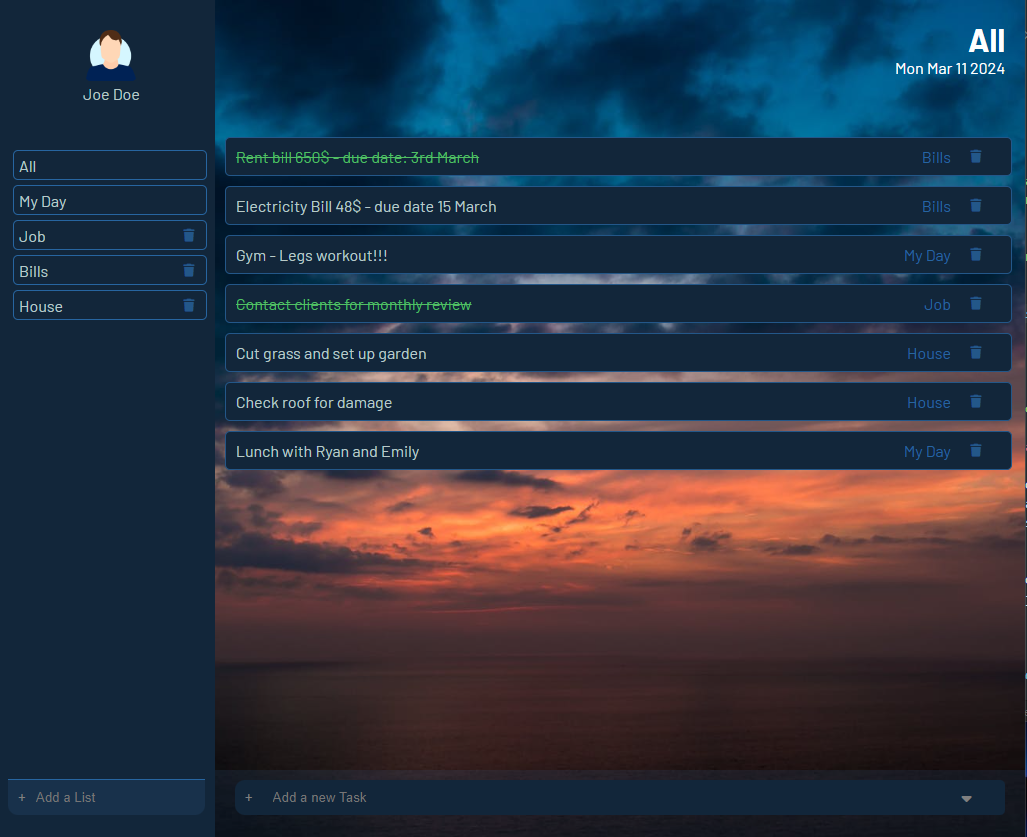 Joe Doe
All
My Day
Job
Bills
House
+ Add a List
All
Mon Mar 11 2024
Rent bill 650$ - due date: 3rd March Bills
Electricity Bill 48$ - due date 15 March Bills
Gym - Legs workout!!! My Day
Contact clients for monthly review Job
Cut grass and set up garden House
Check roof for damage House
Lunch with Ryan and Emily My Day
+ Add a new Task